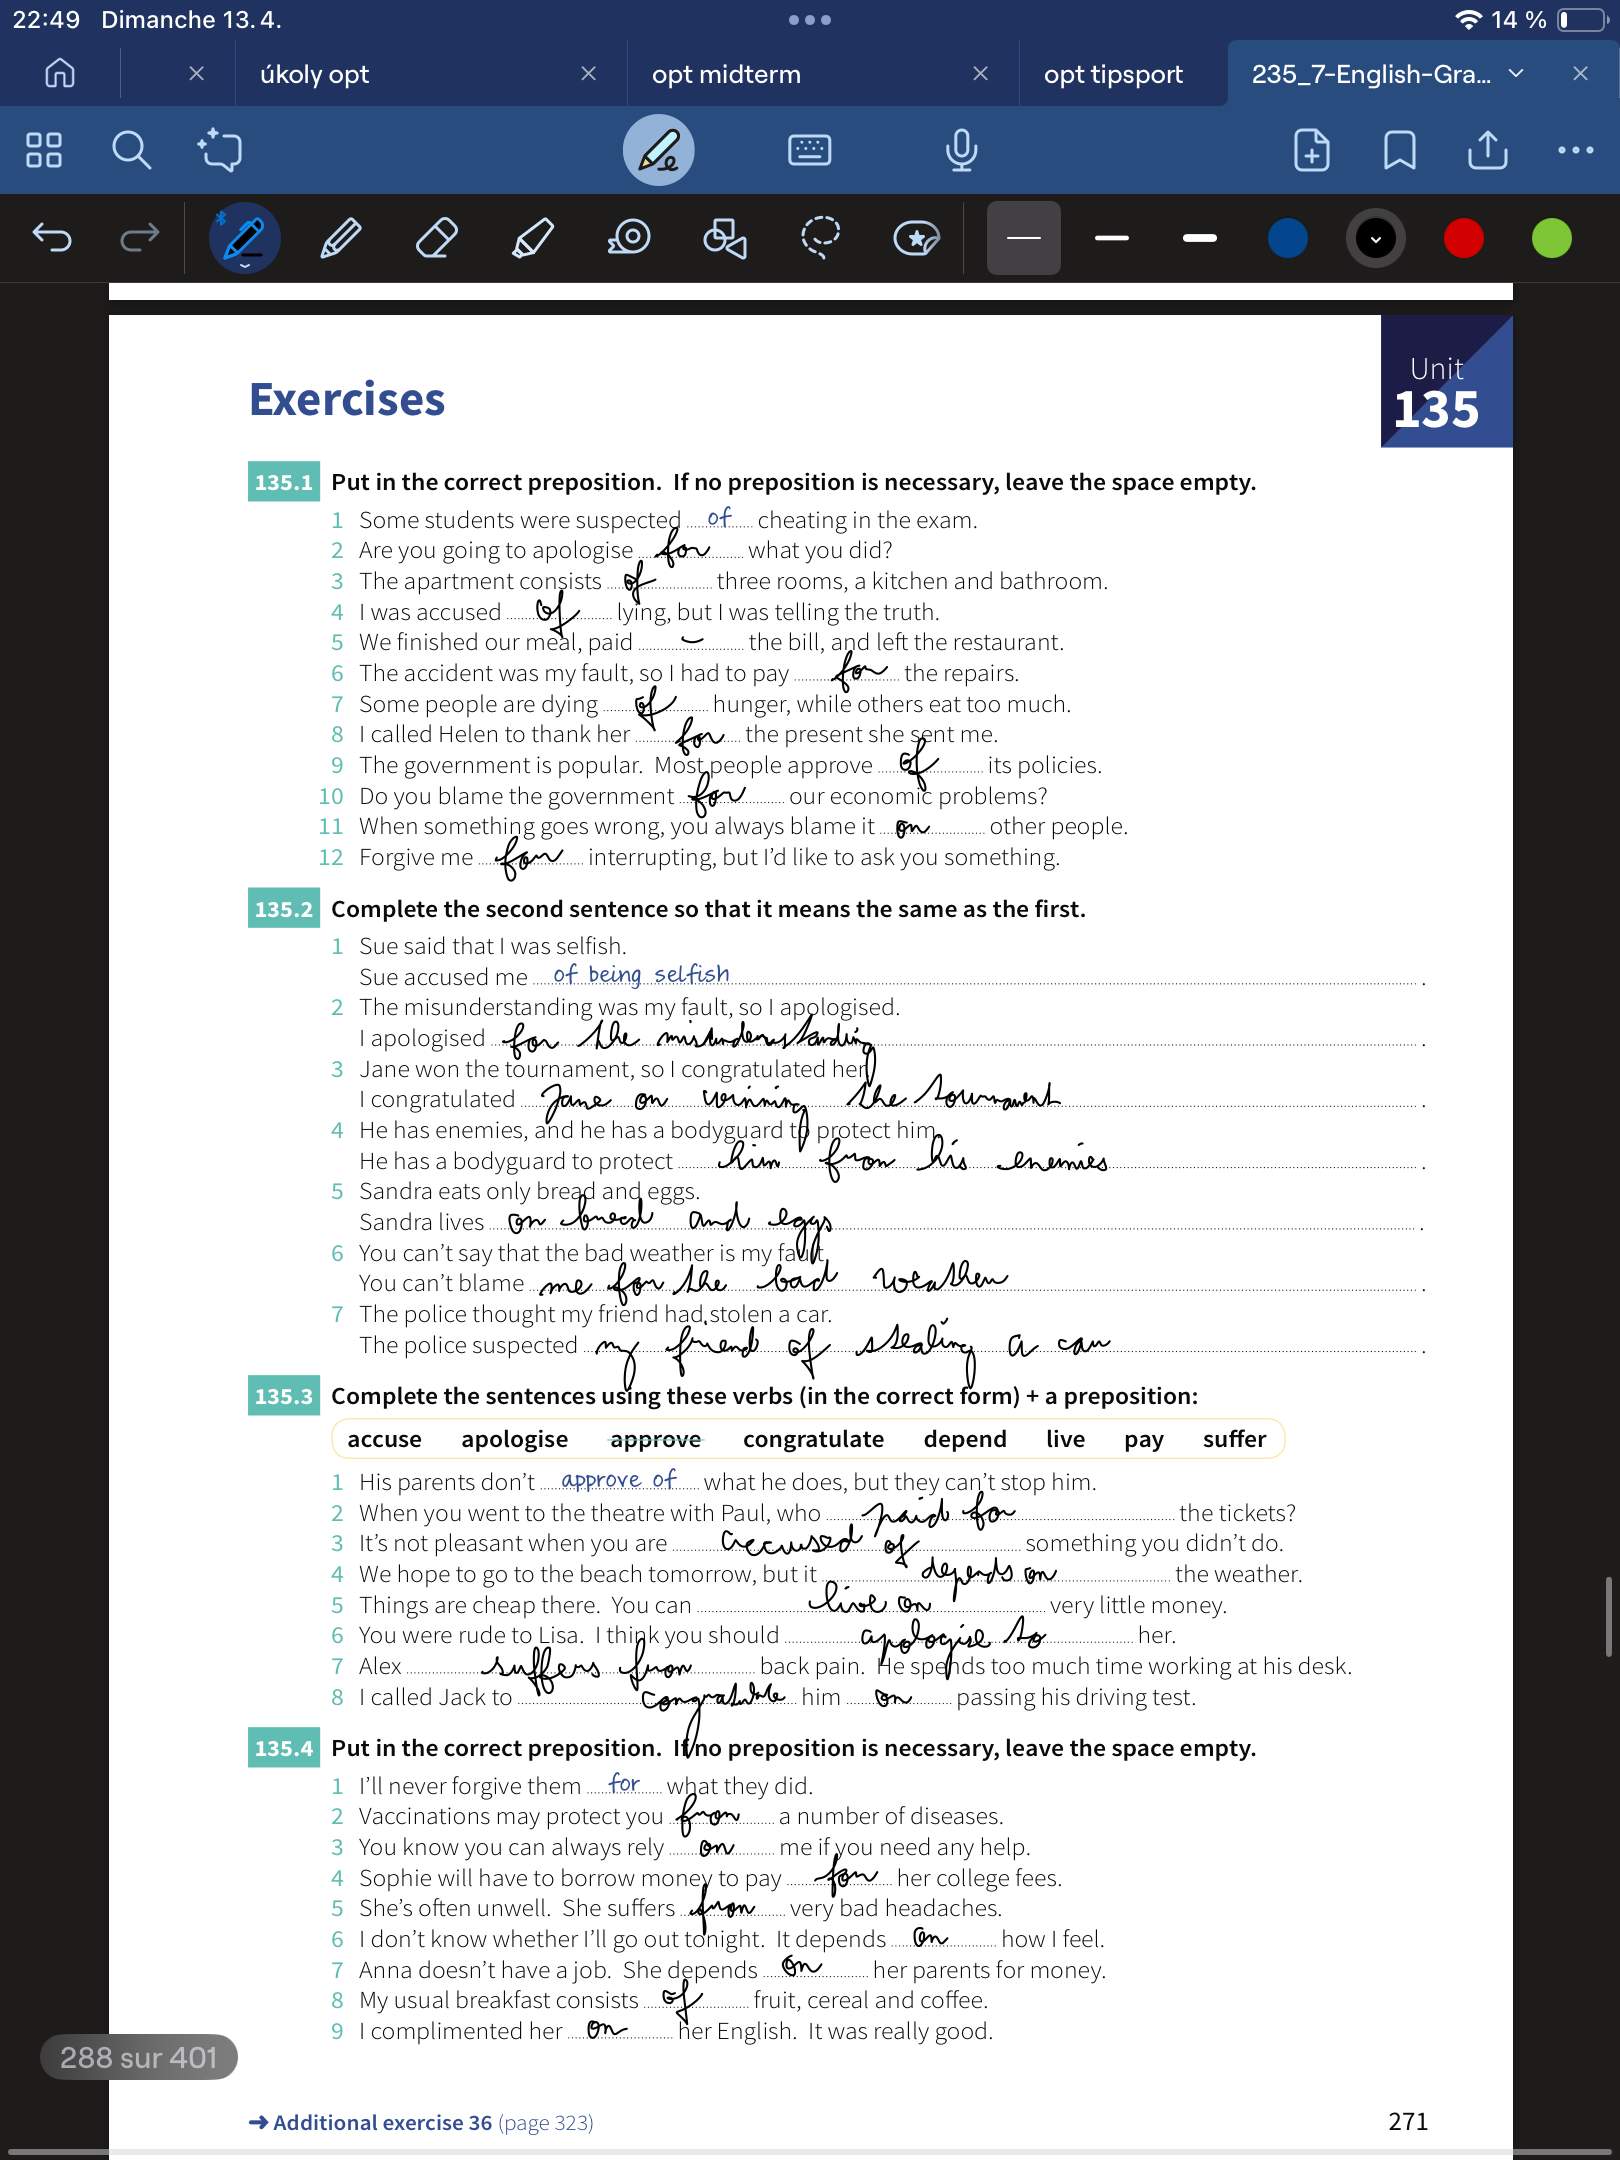 22:49 Dimanche 13. 4. 14 %
úkoly opt opt midterm opt tipsport 235_7-English-Gra...
Unit
135
Exercises
135.1 Put in the correct preposition. If no preposition is necessary, leave the space empty.
1 Some students were suspected of cheating in the exam.
2 Are you going to apologise for what you did?
3 The apartment consists of three rooms, a kitchen and bathroom.
4 I was accused of lying, but I was telling the truth.
5 We finished our meal, paid – the bill, and left the restaurant.
6 The accident was my fault, so I had to pay for the repairs.
7 Some people are dying of hunger, while others eat too much.
8 I called Helen to thank her for the present she sent me.
9 The government is popular. Most people approve of its policies.
10 Do you blame the government for our economic problems?
11 When something goes wrong, you always blame it on other people.
12 Forgive me for interrupting, but I'd like to ask you something.
135.2 Complete the second sentence so that it means the same as the first.
1 Sue said that I was selfish.
Sue accused me of being selfish .
2 The misunderstanding was my fault, so I apologised.
I apologised for the misunderstanding .
3 Jane won the tournament, so I congratulated her.
I congratulated Jane on winning the tournament .
4 He has enemies, and he has a bodyguard to protect him.
He has a bodyguard to protect him from his enemies .
5 Sandra eats only bread and eggs.
Sandra lives on bread and eggs .
6 You can't say that the bad weather is my fault.
You can't blame me for the bad weather .
7 The police thought my friend had stolen a car.
The police suspected my friend of stealing a car .
135.3 Complete the sentences using these verbs (in the correct form) + a preposition:
accuse apologise approve congratulate depend live pay suffer
1 His parents don't approve of what he does, but they can't stop him.
2 When you went to the theatre with Paul, who paid for the tickets?
3 It's not pleasant when you are accused of something you didn't do.
4 We hope to go to the beach tomorrow, but it depends on the weather.
5 Things are cheap there. You can live on very little money.
6 You were rude to Lisa. I think you should apologise to her.
7 Alex suffers from back pain. He spends too much time working at his desk.
8 I called Jack to congratulate him on passing his driving test.
135.4 Put in the correct preposition. If no preposition is necessary, leave the space empty.
1 I'll never forgive them for what they did.
2 Vaccinations may protect you from a number of diseases.
3 You know you can always rely on me if you need any help.
4 Sophie will have to borrow money to pay for her college fees.
5 She's often unwell. She suffers from very bad headaches.
6 I don't know whether I'll go out tonight. It depends on how I feel.
7 Anna doesn't have a job. She depends on her parents for money.
8 My usual breakfast consists of fruit, cereal and coffee.
9 I complimented her on her English. It was really good.
288 sur 401
➜ Additional exercise 36 (page 323) 271